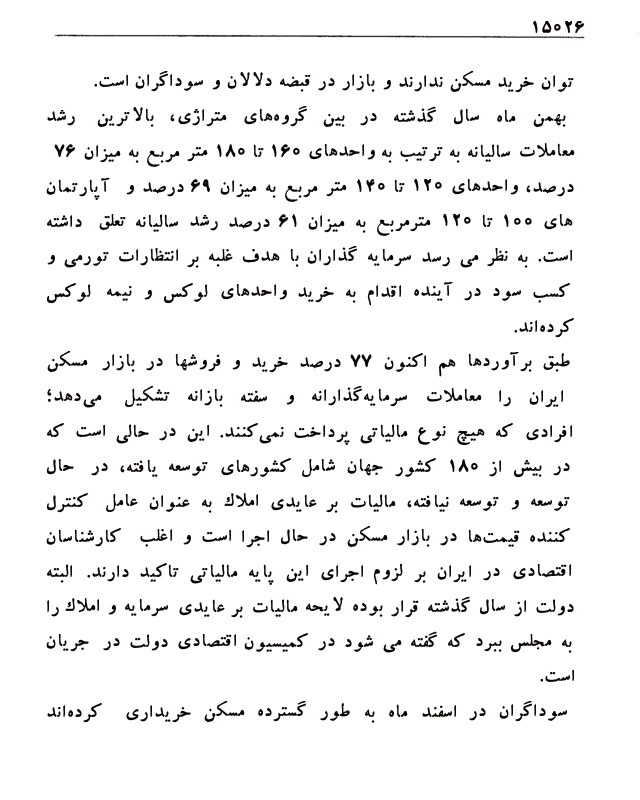 ۱۵۰۲۶
توان خرید مسکن ندارند و بازار در قبضه دلالان و سوداگران است.
بهمن ماه سال گذشته در بین گروه‌های متراژی، بالاترین رشد
معاملات سالیانه به ترتیب به واحدهای ۱۶۰ تا ۱۸۰ متر مربع به میزان ۷۶
درصد، واحدهای ۱۲۰ تا ۱۴۰ متر مربع به میزان ۶۹ درصد و آپارتمان
های ۱۰۰ تا ۱۲۰ مترمربع به میزان ۶۱ درصد رشد سالیانه تعلق داشته
است. به نظر می رسد سرمایه گذاران با هدف غلبه بر انتظارات تورمی و
کسب سود در آینده اقدام به خرید واحدهای لوکس و نیمه لوکس
کرده‌اند.
طبق برآوردها هم اکنون ۷۷ درصد خرید و فروشها در بازار مسکن
ایران را معاملات سرمایه‌گذارانه و سفته بازانه تشکیل می‌دهد؛
افرادی که هیچ نوع مالیاتی پرداخت نمی‌کنند. این در حالی است که
در بیش از ۱۸۰ کشور جهان شامل کشورهای توسعه یافته، در حال
توسعه و توسعه نیافته، مالیات بر عایدی املاك به عنوان عامل کنترل
کننده قیمت‌ها در بازار مسکن در حال اجرا است و اغلب کارشناسان
اقتصادی در ایران بر لزوم اجرای این پایه مالیاتی تاکید دارند. البته
دولت از سال گذشته قرار بوده لایحه مالیات بر عایدی سرمایه و املاك را
به مجلس ببرد که گفته می شود در کمیسیون اقتصادی دولت در جریان
است.
سوداگران در اسفند ماه به طور گسترده مسکن خریداری کرده‌اند